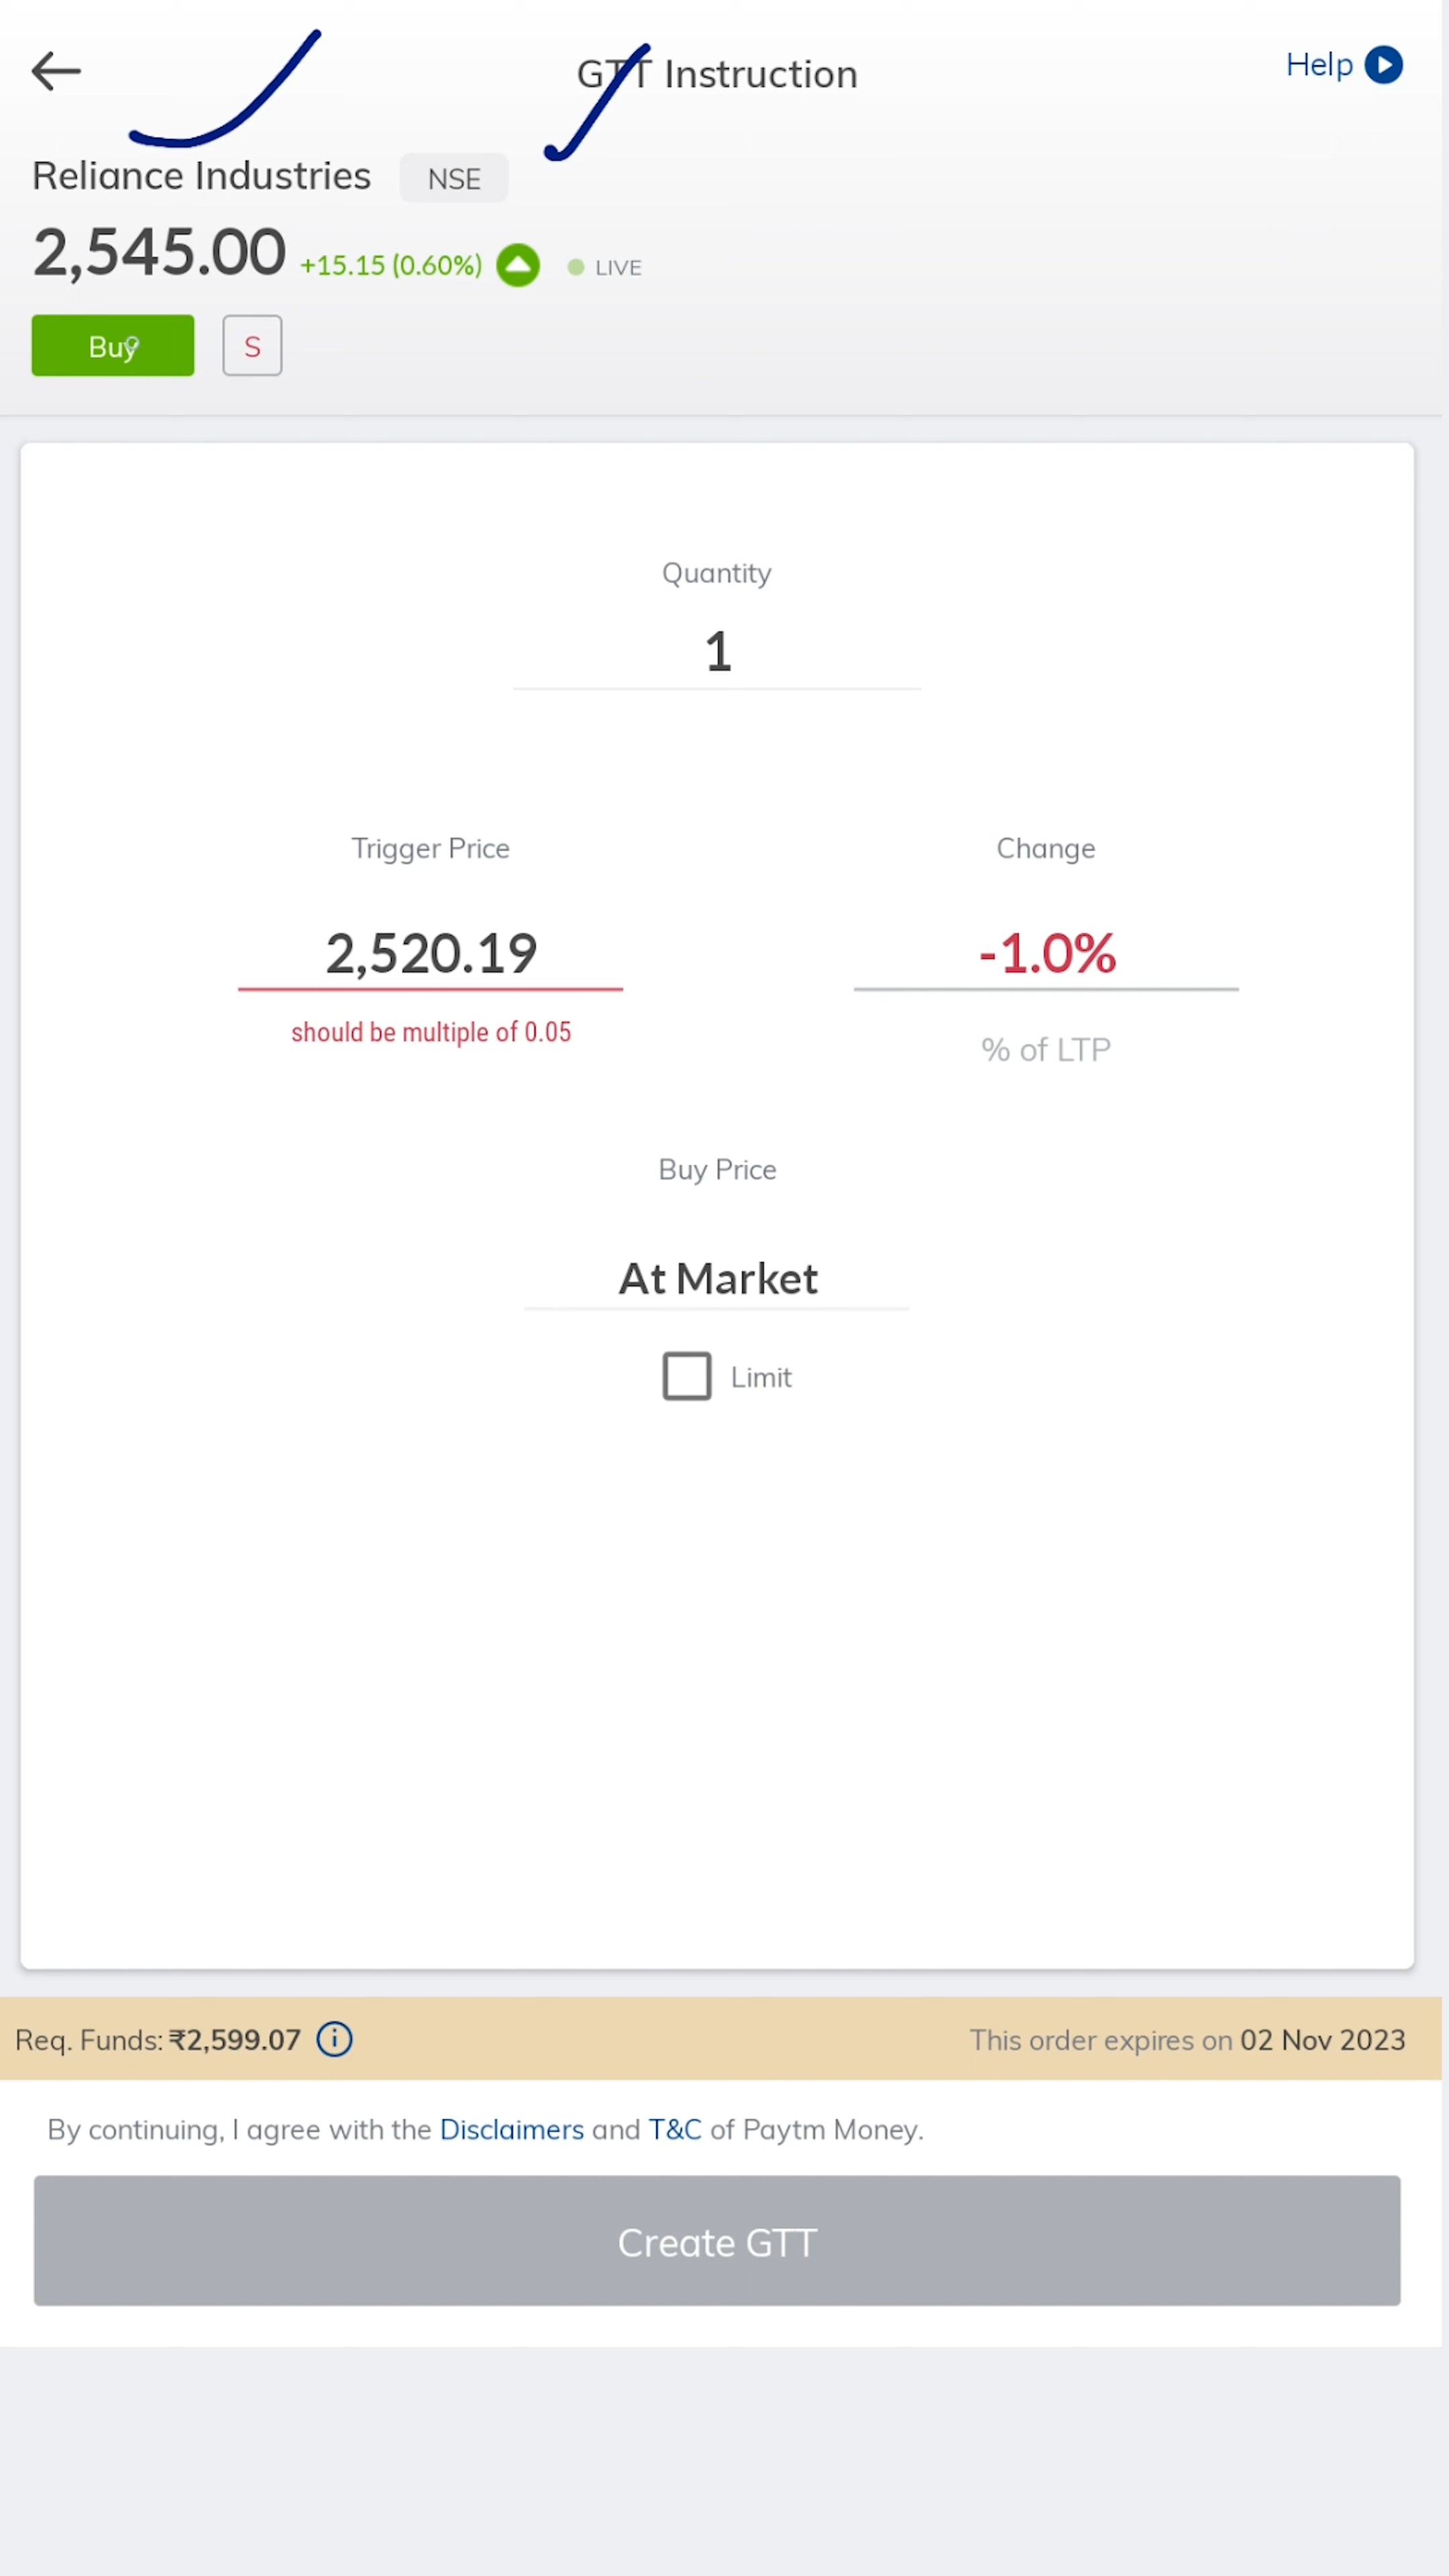 GTT Instruction
Help
Reliance Industries NSE
2,545.00 +15.15 (0.60%) LIVE
Buy S
Quantity
1
Trigger Price Change
2,520.19 -1.0%
should be multiple of 0.05
% of LTP
Buy Price
At Market
Limit
Req. Funds: ₹2,599.07 This order expires on 02 Nov 2023
By continuing, I agree with the Disclaimers and T&C of Paytm Money.
Create GTT